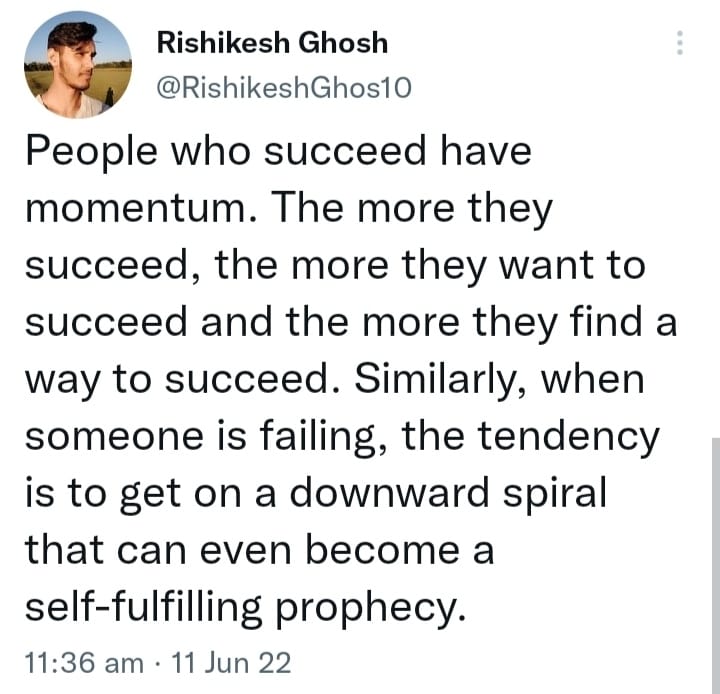 Rishikesh Ghosh
@RishikeshGhos10
People who succeed have
momentum. The more they
succeed, the more they want to
succeed and the more they find a
way to succeed. Similarly, when
someone is failing, the tendency
is to get on a downward spiral
that can even become a
self-fulfilling prophecy.
11:36 am · 11 Jun 22